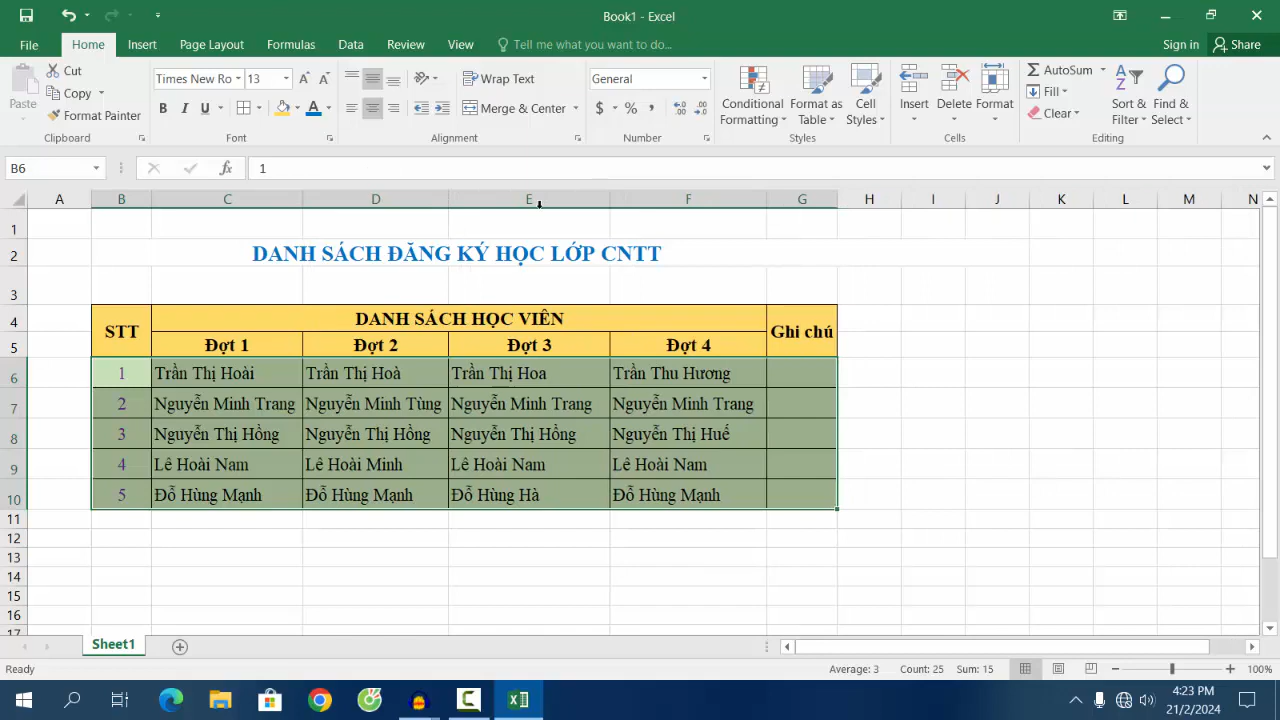 Book1 - Excel
File Home Insert Page Layout Formulas Data Review View Tell me what you want to do... Sign in Share
Paste Cut Copy Format Painter Clipboard
Times New Ro 13 B I U A Font
Wrap Text Merge & Center Alignment
General $ % , Number
Conditional Formatting Format as Table Cell Styles Styles
Insert Delete Format Cells
AutoSum Fill Clear Sort & Filter Find & Select Editing
B6 fx 1
A B C D E F G H I J K L M N
1
2 DANH SÁCH ĐĂNG KÝ HỌC LỚP CNTT
3
4 STT DANH SÁCH HỌC VIÊN Ghi chú
5 Đợt 1 Đợt 2 Đợt 3 Đợt 4
6 1 Trần Thị Hoài Trần Thị Hoà Trần Thị Hoa Trần Thu Hương
7 2 Nguyễn Minh Trang Nguyễn Minh Tùng Nguyễn Minh Trang Nguyễn Minh Trang
8 3 Nguyễn Thị Hồng Nguyễn Thị Hồng Nguyễn Thị Hồng Nguyễn Thị Huế
9 4 Lê Hoài Nam Lê Hoài Minh Lê Hoài Nam Lê Hoài Nam
10 5 Đỗ Hùng Mạnh Đỗ Hùng Mạnh Đỗ Hùng Hà Đỗ Hùng Mạnh
11
12
13
14
15
16
17
Sheet1
Ready Average: 3 Count: 25 Sum: 15 100%
4:23 PM
21/2/2024